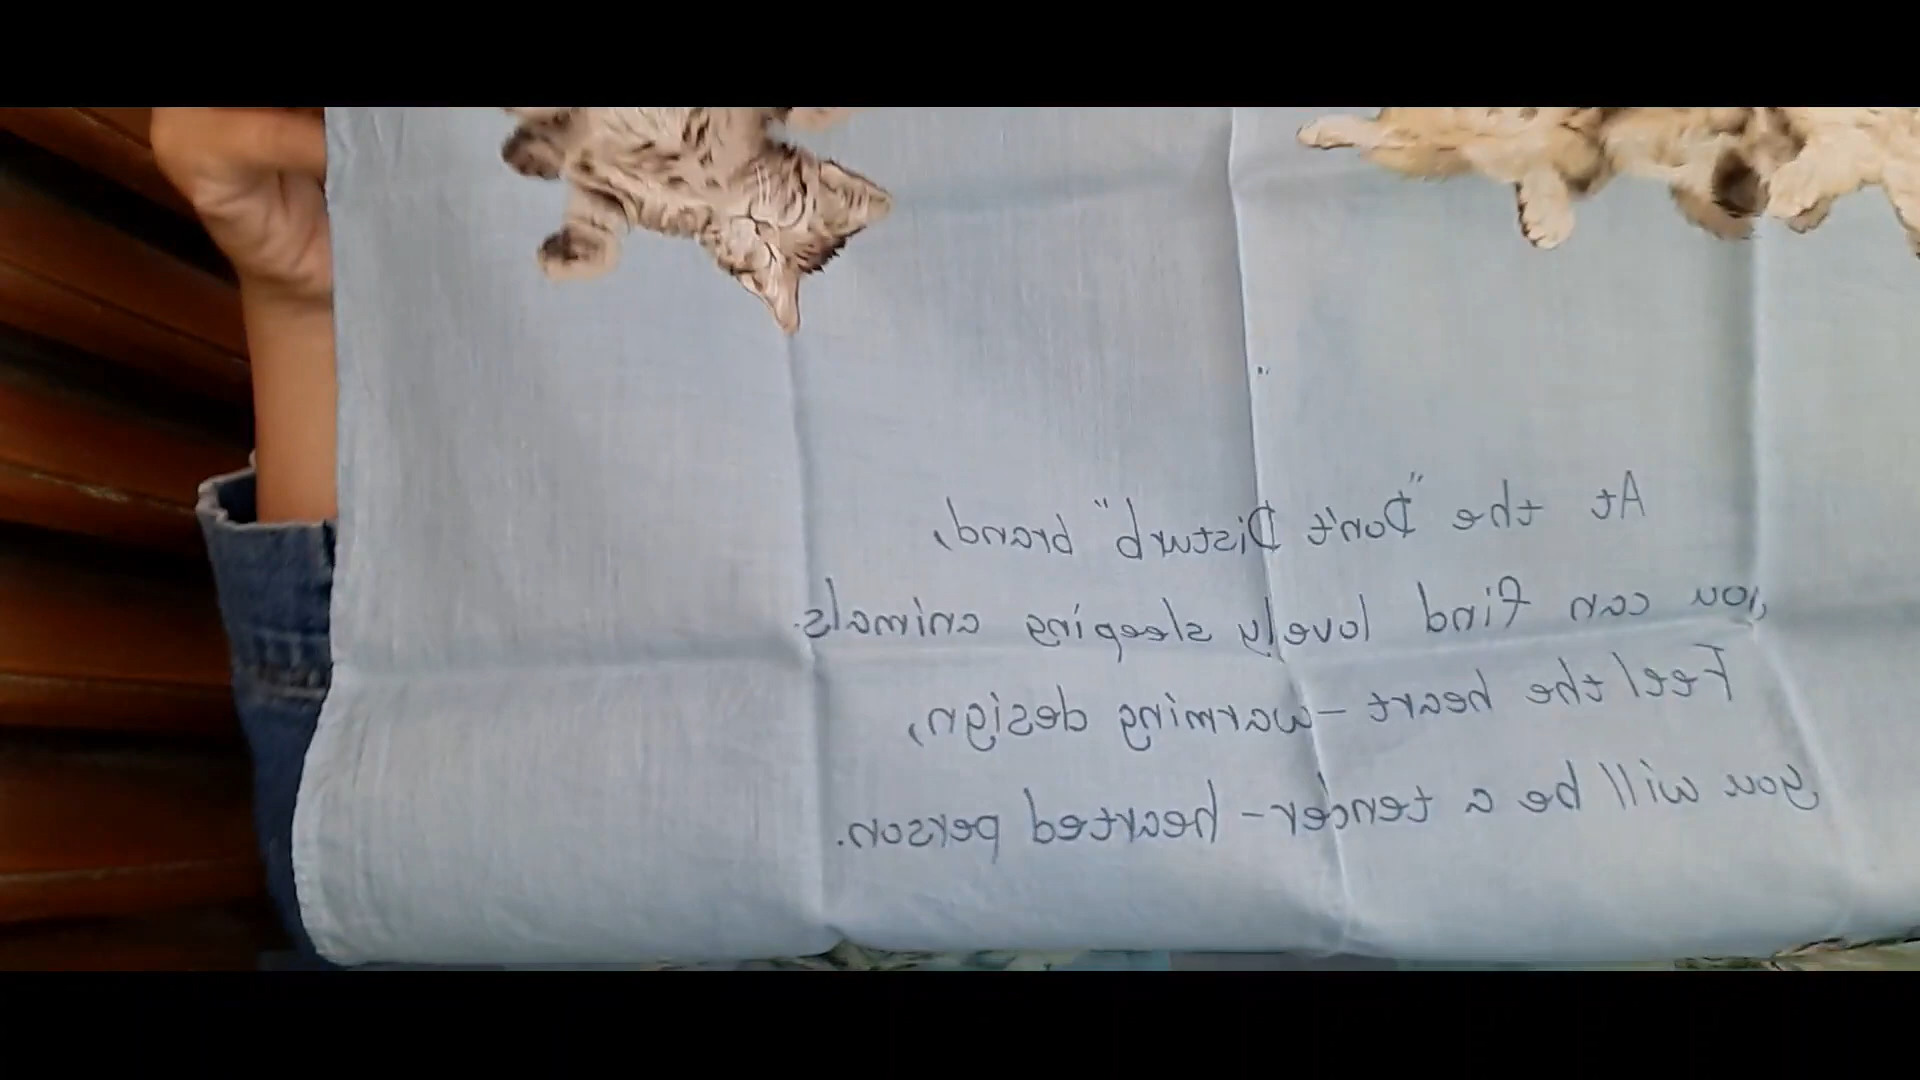 At the "Don't Disturb" brand,
you can find lovely sleeping animals.
Feel the heart-warming design,
you will be a tender-hearted person.